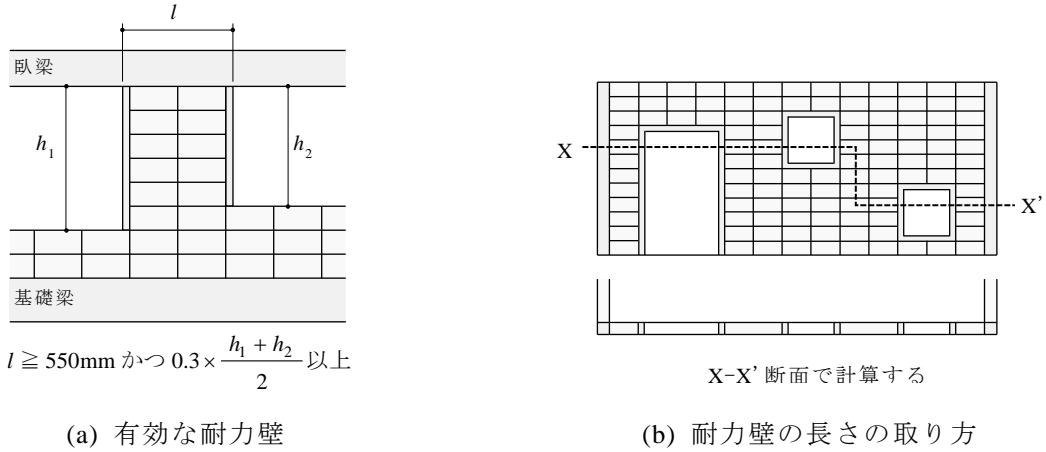 l
臥梁
h1
h2
基礎梁
l ≧ 550mm かつ 0.3× (h1 + h2)/2 以上
(a) 有効な耐力壁
X
X’
X−X’ 断面で計算する
(b) 耐力壁の長さの取り方